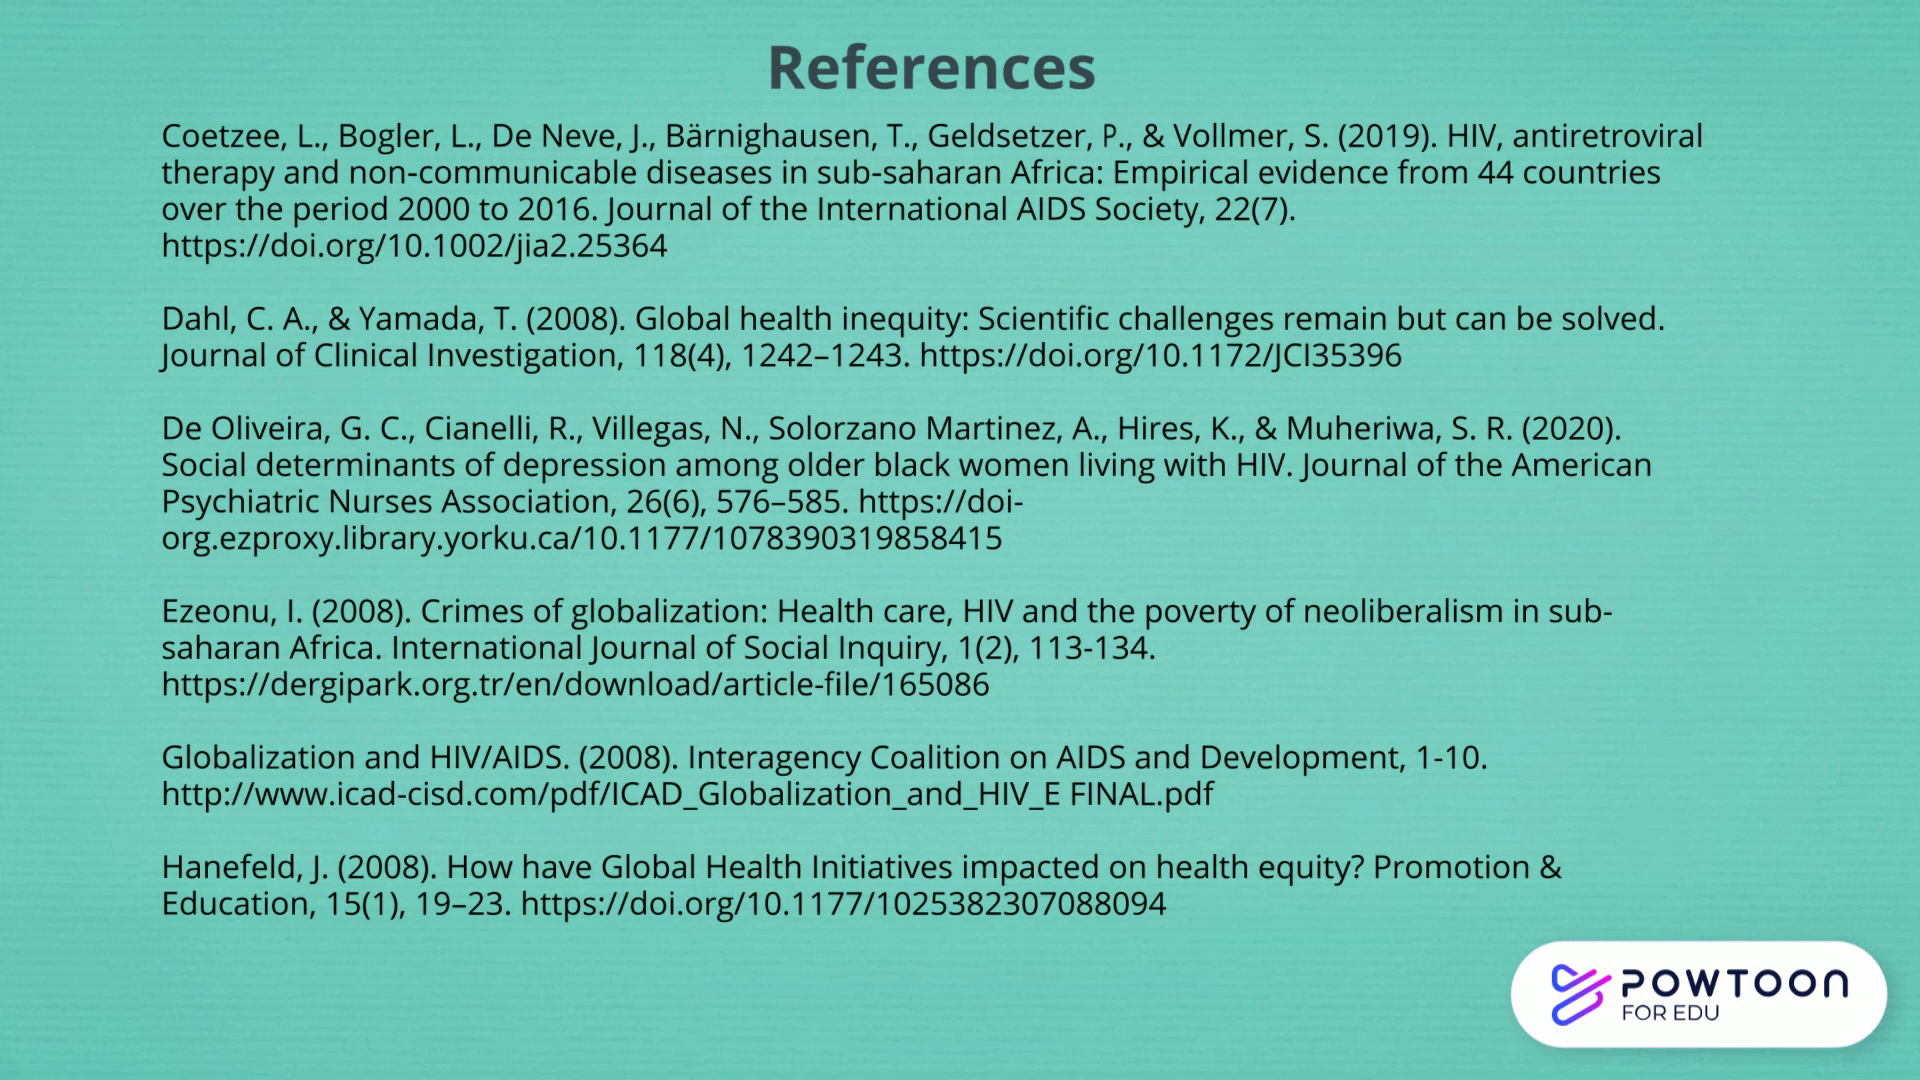 References
Coetzee, L., Bogler, L., De Neve, J., Bärnighausen, T., Geldsetzer, P., & Vollmer, S. (2019). HIV, antiretroviral
therapy and non-communicable diseases in sub-saharan Africa: Empirical evidence from 44 countries
over the period 2000 to 2016. Journal of the International AIDS Society, 22(7).
https://doi.org/10.1002/jia2.25364
Dahl, C. A., & Yamada, T. (2008). Global health inequity: Scientific challenges remain but can be solved.
Journal of Clinical Investigation, 118(4), 1242–1243. https://doi.org/10.1172/JCI35396
De Oliveira, G. C., Cianelli, R., Villegas, N., Solorzano Martinez, A., Hires, K., & Muheriwa, S. R. (2020).
Social determinants of depression among older black women living with HIV. Journal of the American
Psychiatric Nurses Association, 26(6), 576–585. https://doi-
org.ezproxy.library.yorku.ca/10.1177/1078390319858415
Ezeonu, I. (2008). Crimes of globalization: Health care, HIV and the poverty of neoliberalism in sub-
saharan Africa. International Journal of Social Inquiry, 1(2), 113-134.
https://dergipark.org.tr/en/download/article-file/165086
Globalization and HIV/AIDS. (2008). Interagency Coalition on AIDS and Development, 1-10.
http://www.icad-cisd.com/pdf/ICAD_Globalization_and_HIV_E FINAL.pdf
Hanefeld, J. (2008). How have Global Health Initiatives impacted on health equity? Promotion &
Education, 15(1), 19–23. https://doi.org/10.1177/1025382307088094
POWTOON
FOR EDU